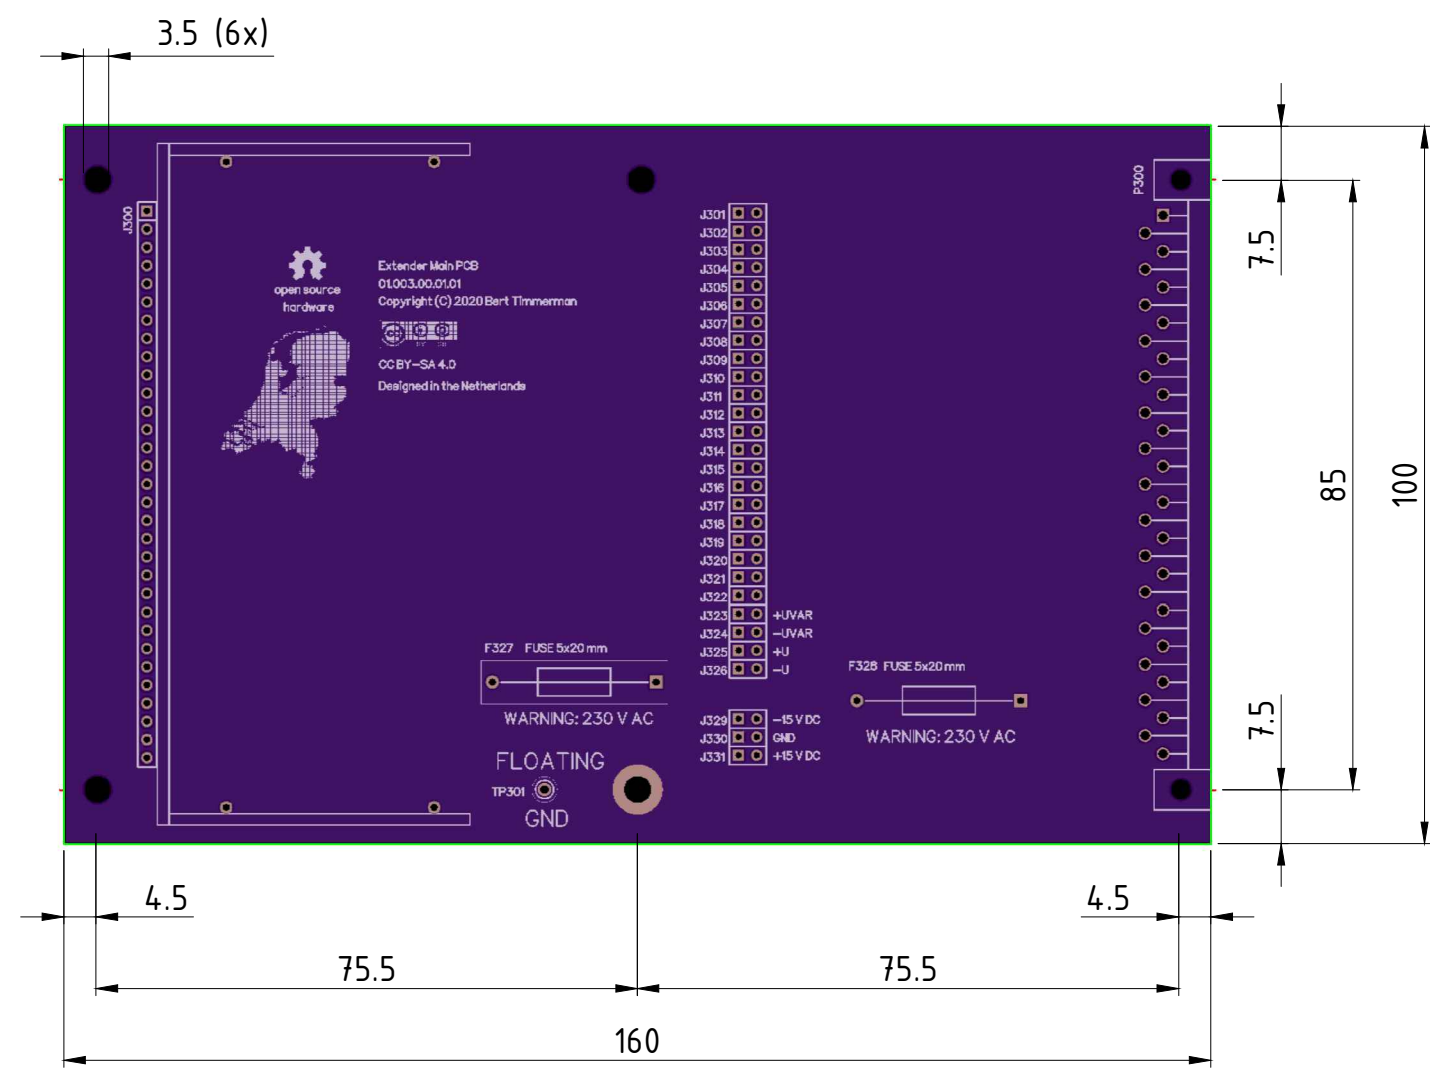 3.5 (6x)
P300
J300
open source
hardware
Extender Main PCB
01.003.00.01.01
Copyright (C) 2020 Bert Timmerman
CC BY-SA 4.0
Designed in the Netherlands
J301
J302
J303
J304
J305
J306
J307
J308
J309
J310
J311
J312
J313
J314
J315
J316
J317
J318
J319
J320
J321
J322
J323 +UVAR
J324 -UVAR
J325 +U
J326 -U
F327 FUSE 5x20 mm
WARNING: 230 V AC
F328 FUSE 5x20 mm
WARNING: 230 V AC
J329 -15 V DC
J330 GND
J331 +15 V DC
FLOATING
TP301
GND
7.5
85
100
7.5
4.5
4.5
75.5
75.5
160